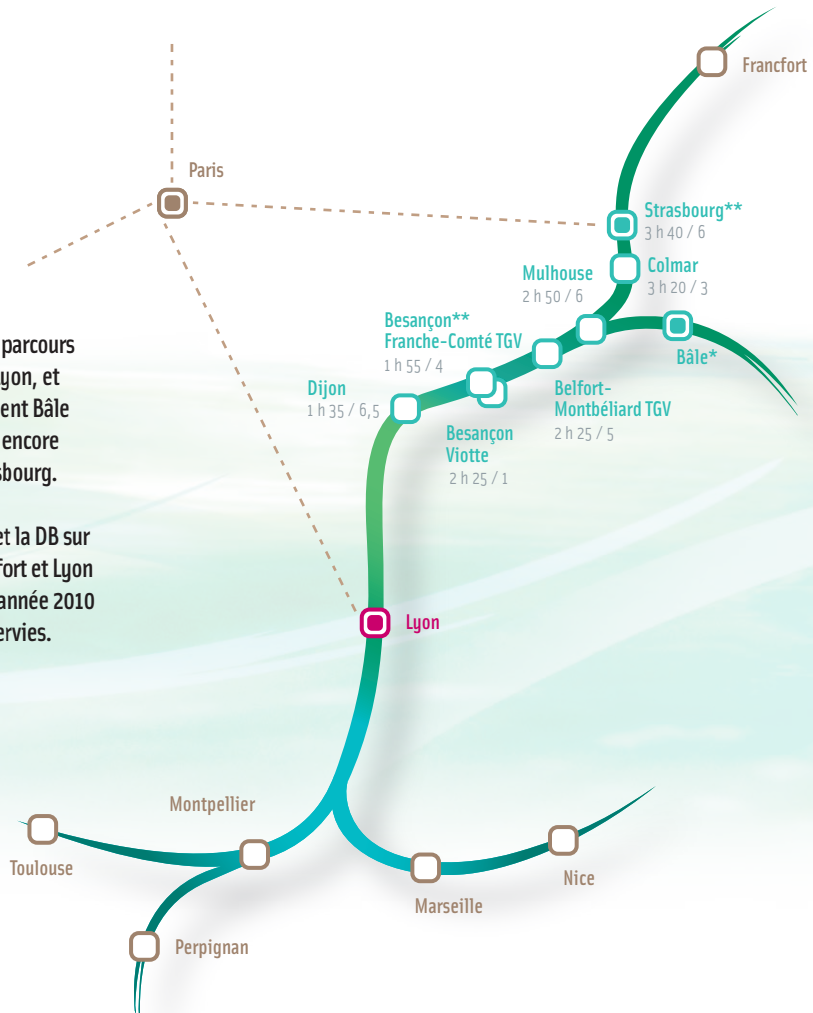 Francfort
Paris
Strasbourg**
3 h 40 / 6
Colmar
3 h 20 / 3
Mulhouse
2 h 50 / 6
Besançon**
Franche-Comté TGV
1 h 55 / 4
Bâle*
Dijon
1 h 35 / 6,5
Belfort-
Montbéliard TGV
2 h 25 / 5
Besançon
Viotte
2 h 25 / 1
parcours
yon, et
ent Bâle
encore
sbourg.
et la DB sur
fort et Lyon
année 2010
ervies.
Lyon
Montpellier
Toulouse
Nice
Marseille
Perpignan